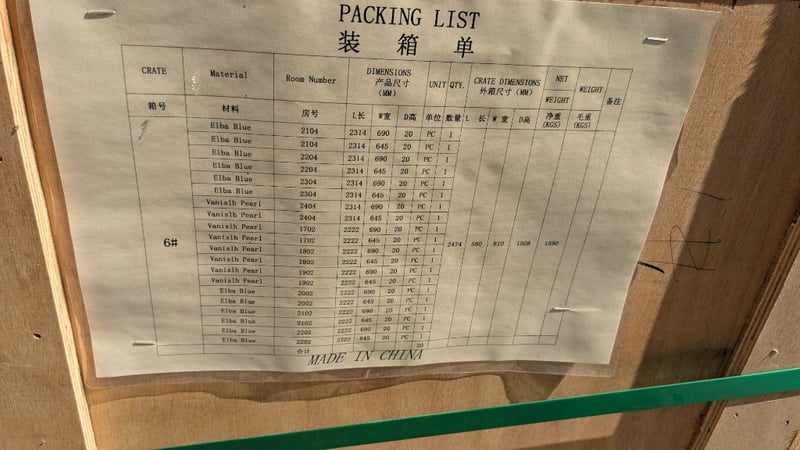 PACKING LIST
装 箱 单
CRATE Material Room Number DIMENSIONS 产品尺寸 (MM) UNIT QTY. CRATE DIMENSIONS 外箱尺寸 (MM) NET WEIGHT WEIGHT 备注
箱号 材料 房号 L长 W宽 D高 单位 数量 L 长 W 宽 D高 净重 (KGS) 毛重 (KGS)
Elba Blue 2104 2314 690 20 PC 1
Elba Blue 2104 2314 645 20 PC 1
Elba Blue 2204 2314 690 20 PC 1
Elba Blue 2204 2314 645 20 PC 1
Elba Blue 2304 2314 690 20 PC 1
Elba Blue 2304 2314 645 20 PC 1
Vanislh Pearl 2404 2314 690 20 PC 1
Vanislh Pearl 2404 2314 645 20 PC 1
Vanislh Pearl 1702 2222 690 20 PC 1
6# Vanislh Pearl 1702 2222 645 20 PC 1 2474 580 810 1508 1590
Vanislh Pearl 1802 2222 690 20 PC 1
Vanislh Pearl 1802 2222 645 20 PC 1
Vanislh Pearl 1902 2222 690 20 PC 1
Vanislh Pearl 1902 2222 645 20 PC 1
Elba Blue 2002 2222 690 20 PC 1
Elba Blue 2002 2222 645 20 PC 1
Elba Blue 2102 2222 690 20 PC 1
Elba Blue 2102 2222 645 20 PC 1
Elba Blue 2202 2222 690 20 PC 1
Elba Blue 2202 2222 645 20 PC 1
合计 20
MADE IN CHINA